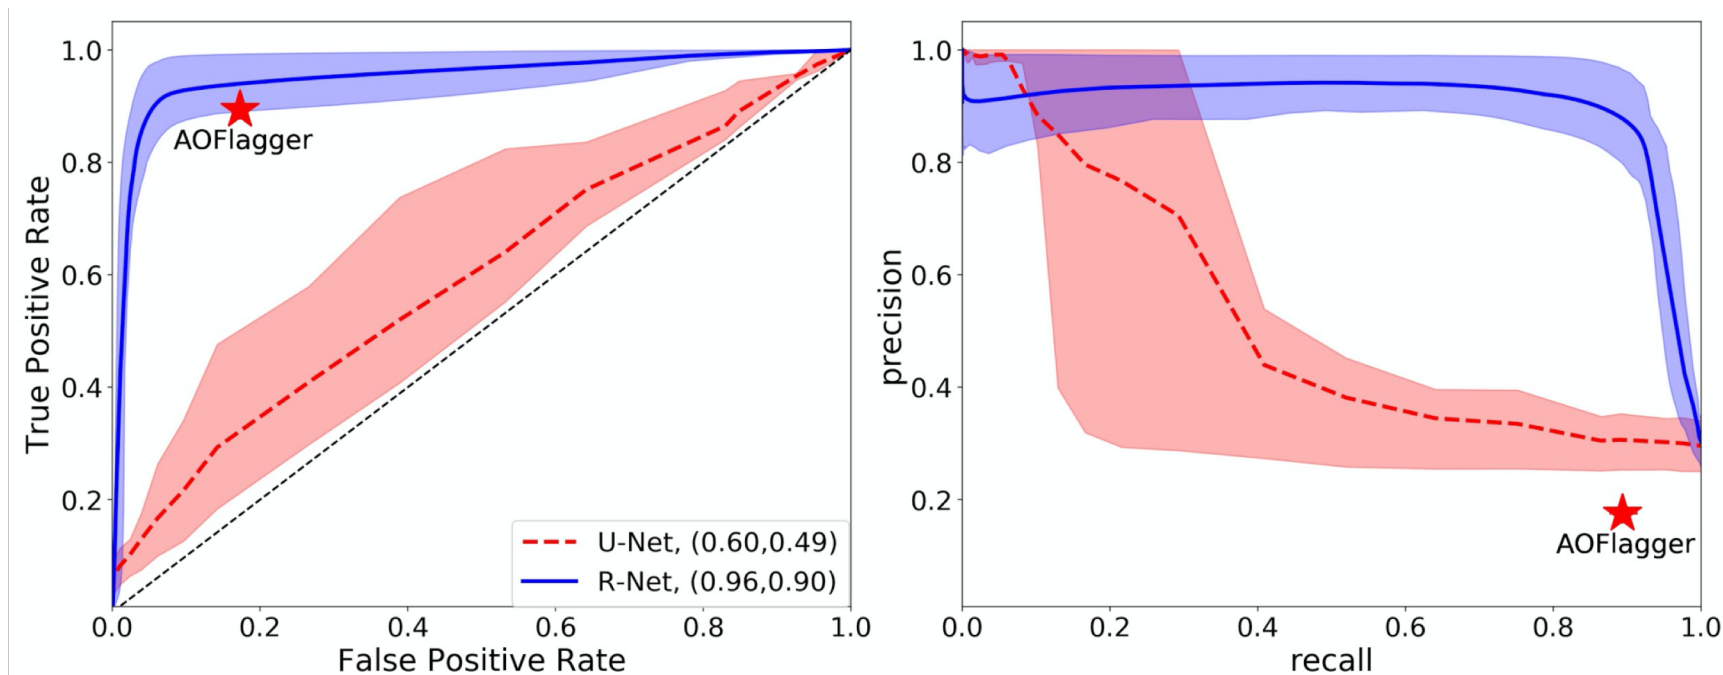 True Positive Rate
1.0
0.8
0.6
0.4
0.2
AOFlagger
U-Net, (0.60,0.49)
R-Net, (0.96,0.90)
0.0 0.2 0.4 0.6 0.8 1.0
False Positive Rate
precision
1.0
0.8
0.6
0.4
0.2
AOFlagger
0.0 0.2 0.4 0.6 0.8 1.0
recall